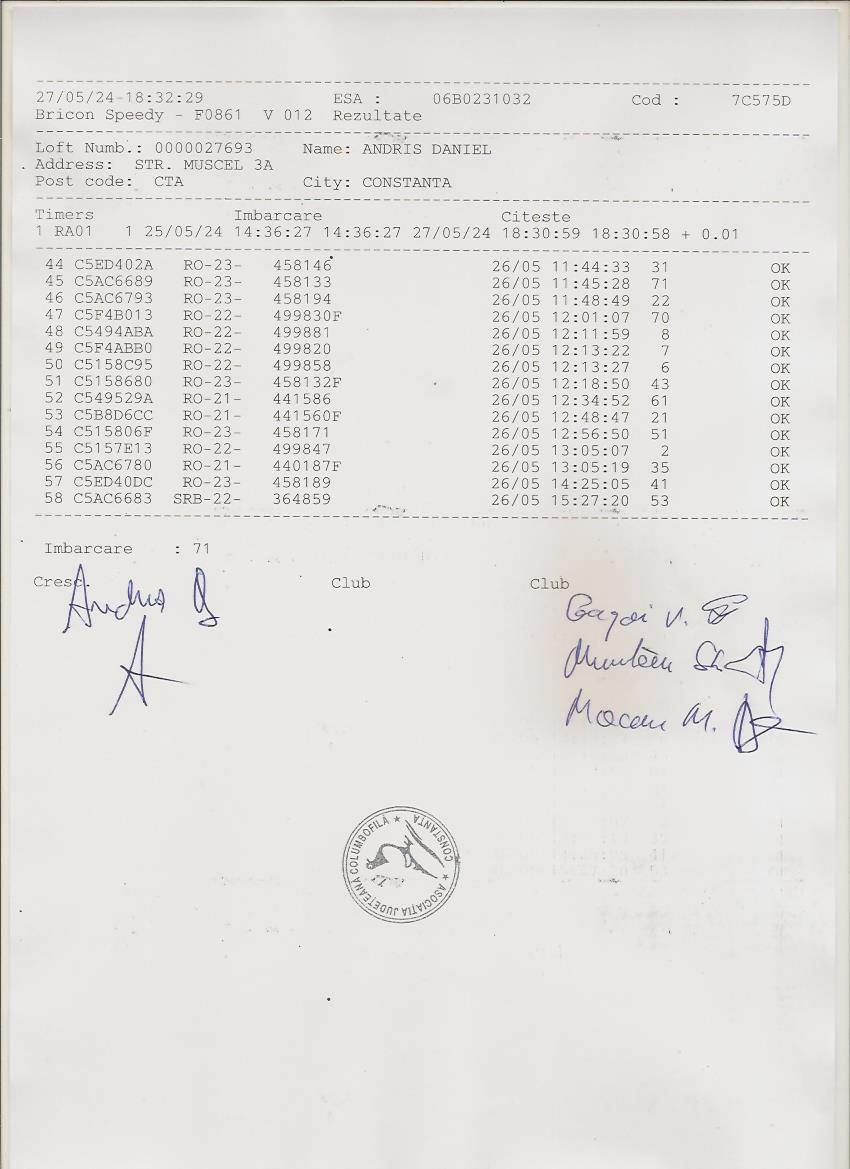 27/05/24-18:32:29 ESA : 06B0231032 Cod : 7C575D
Bricon Speedy - F0861 V 012 Rezultate
Loft Numb.: 0000027693 Name: ANDRIS DANIEL
Address: STR. MUSCEL 3A
Post code: CTA City: CONSTANTA
Timers Imbarcare Citeste
1 RA01 1 25/05/24 14:36:27 14:36:27 27/05/24 18:30:59 18:30:58 + 0.01
44 C5ED402A RO-23- 458146 26/05 11:44:33 31 OK
45 C5AC6689 RO-23- 458133 26/05 11:45:28 71 OK
46 C5AC6793 RO-23- 458194 26/05 11:48:49 22 OK
47 C5F4B013 RO-22- 499830F 26/05 12:01:07 70 OK
48 C5494ABA RO-22- 499881 26/05 12:11:59 8 OK
49 C5F4ABB0 RO-22- 499820 26/05 12:13:22 7 OK
50 C5158C95 RO-22- 499858 26/05 12:13:27 6 OK
51 C5158680 RO-23- 458132F 26/05 12:18:50 43 OK
52 C549529A RO-21- 441586 26/05 12:34:52 61 OK
53 C5B8D6CC RO-21- 441560F 26/05 12:48:47 21 OK
54 C515806F RO-23- 458171 26/05 12:56:50 51 OK
55 C5157E13 RO-22- 499847 26/05 13:05:07 2 OK
56 C5AC6780 RO-21- 440187F 26/05 13:05:19 35 OK
57 C5ED40DC RO-23- 458189 26/05 14:25:05 41 OK
58 C5AC6683 SRB-22- 364859 26/05 15:27:20 53 OK
Imbarcare : 71
Cresc. Club Club
Andris D
A
V.
Muntean
Mocanu M.
ASOCIAȚIA JUDEȚEANA COLUMBOFILĂ ★ CONSTANȚA ★